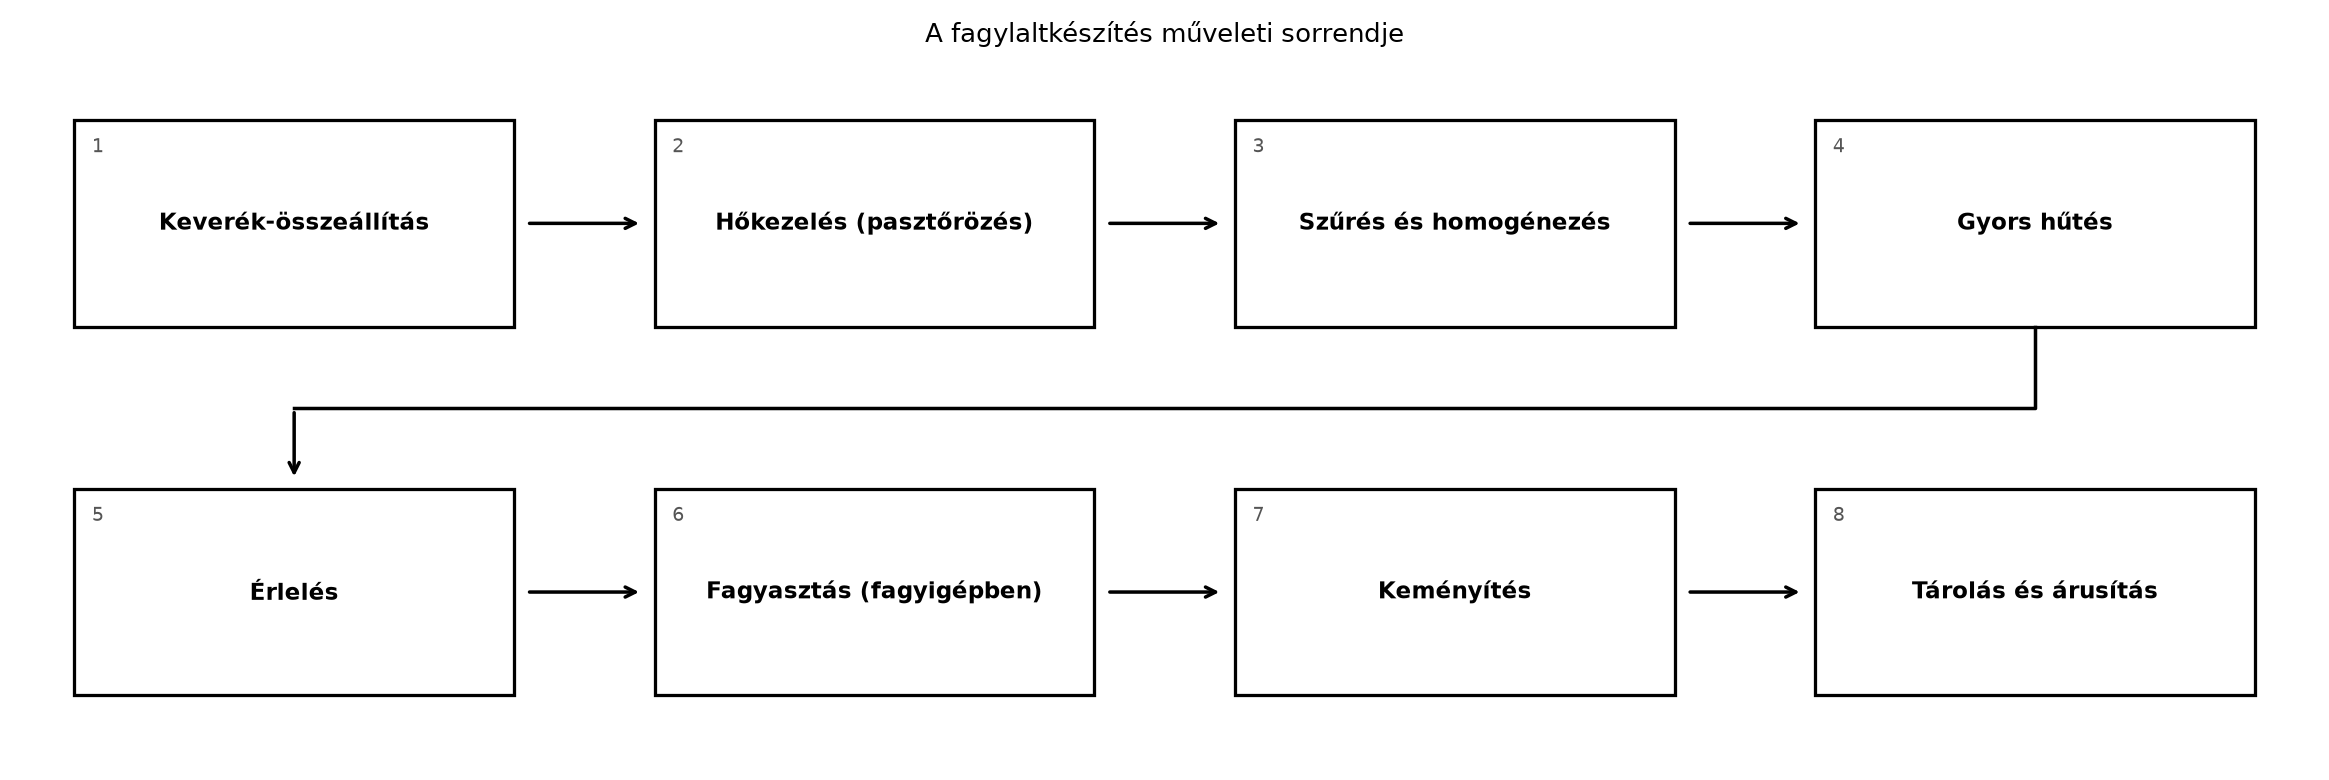 A fagylaltkészítés műveleti sorrendje
1
Keverék-összeállítás
2
Hőkezelés (pasztőrözés)
3
Szűrés és homogénezés
4
Gyors hűtés
5
Érlelés
6
Fagyasztás (fagyigépben)
7
Keményítés
8
Tárolás és árusítás